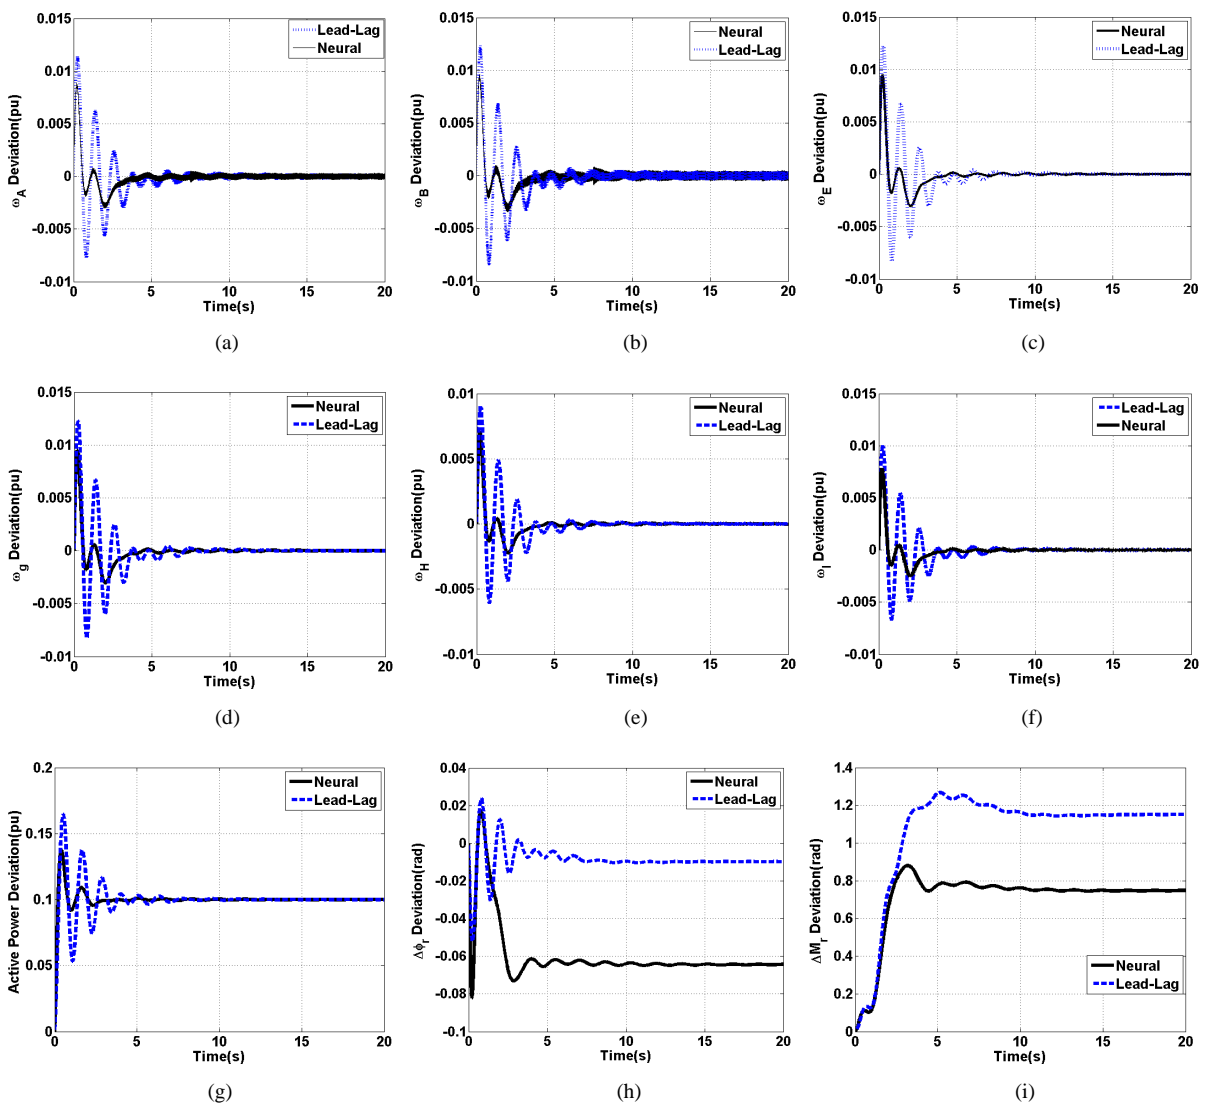 0.015
0.01
0.005
0
-0.005
-0.01
ω_A Deviation(pu)
Lead-Lag
Neural
0 5 10 15 20
Time(s)
(a)
0.015
0.01
0.005
0
-0.005
-0.01
ω_B Deviation(pu)
Neural
Lead-Lag
0 5 10 15 20
Time(s)
(b)
0.015
0.01
0.005
0
-0.005
-0.01
ω_E Deviation(pu)
Neural
Lead-Lag
0 5 10 15 20
Time(s)
(c)
0.015
0.01
0.005
0
-0.005
-0.01
ω_g Deviation(pu)
Neural
Lead-Lag
0 5 10 15 20
Time(s)
(d)
0.01
0.005
0
-0.005
-0.01
ω_H Deviation(pu)
Neural
Lead-Lag
0 5 10 15 20
Time(s)
(e)
0.015
0.01
0.005
0
-0.005
-0.01
ω_I Deviation(pu)
Lead-Lag
Neural
0 5 10 15 20
Time(s)
(f)
0.2
0.15
0.1
0.05
0
Active Power Deviation(pu)
Neural
Lead-Lag
0 5 10 15 20
Time(s)
(g)
0.04
0.02
0
-0.02
-0.04
-0.06
-0.08
-0.1
Δϕ_r Deviation(rad)
Neural
Lead-Lag
0 5 10 15 20
Time(s)
(h)
1.4
1.2
1
0.8
0.6
0.4
0.2
0
ΔM_r Deviation(rad)
Neural
Lead-Lag
0 5 10 15 20
Time(s)
(i)